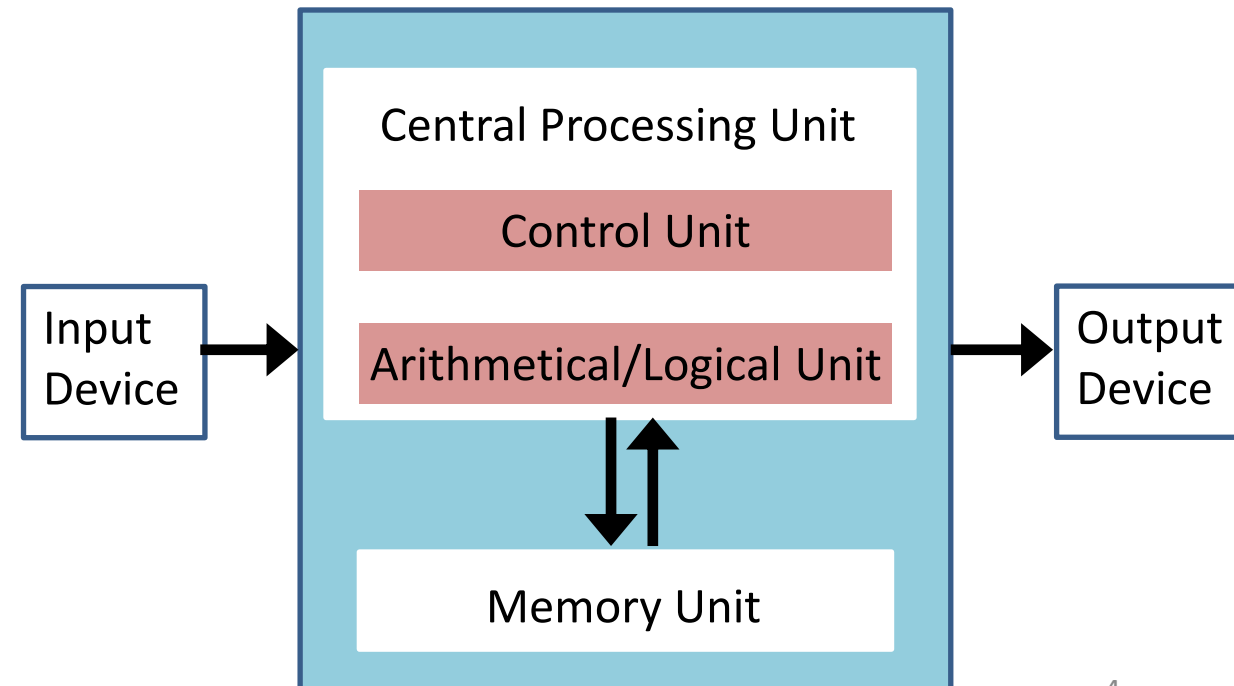 Central Processing Unit
Control Unit
Arithmetical/Logical Unit
Input
Device
Output
Device
Memory Unit